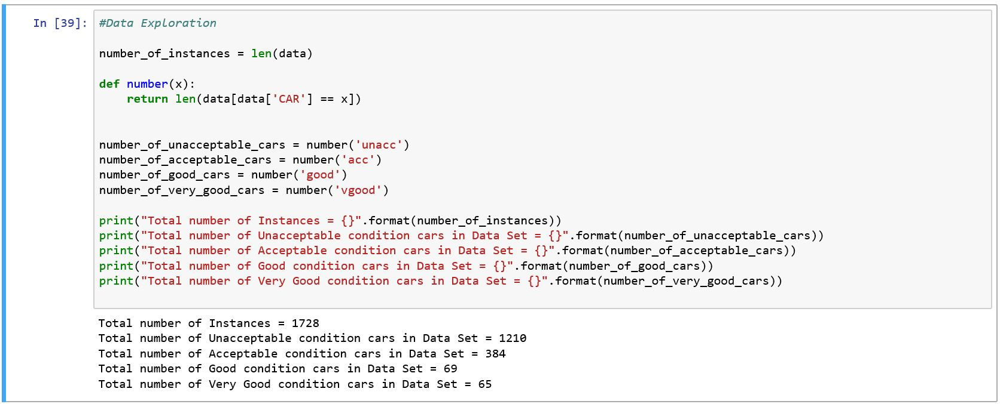 In [39]: #Data Exploration
number_of_instances = len(data)
def number(x):
    return len(data[data['CAR'] == x])
number_of_unacceptable_cars = number('unacc')
number_of_acceptable_cars = number('acc')
number_of_good_cars = number('good')
number_of_very_good_cars = number('vgood')
print("Total number of Instances = {}".format(number_of_instances))
print("Total number of Unacceptable condition cars in Data Set = {}".format(number_of_unacceptable_cars))
print("Total number of Acceptable condition cars in Data Set = {}".format(number_of_acceptable_cars))
print("Total number of Good condition cars in Data Set = {}".format(number_of_good_cars))
print("Total number of Very Good condition cars in Data Set = {}".format(number_of_very_good_cars))
Total number of Instances = 1728
Total number of Unacceptable condition cars in Data Set = 1210
Total number of Acceptable condition cars in Data Set = 384
Total number of Good condition cars in Data Set = 69
Total number of Very Good condition cars in Data Set = 65